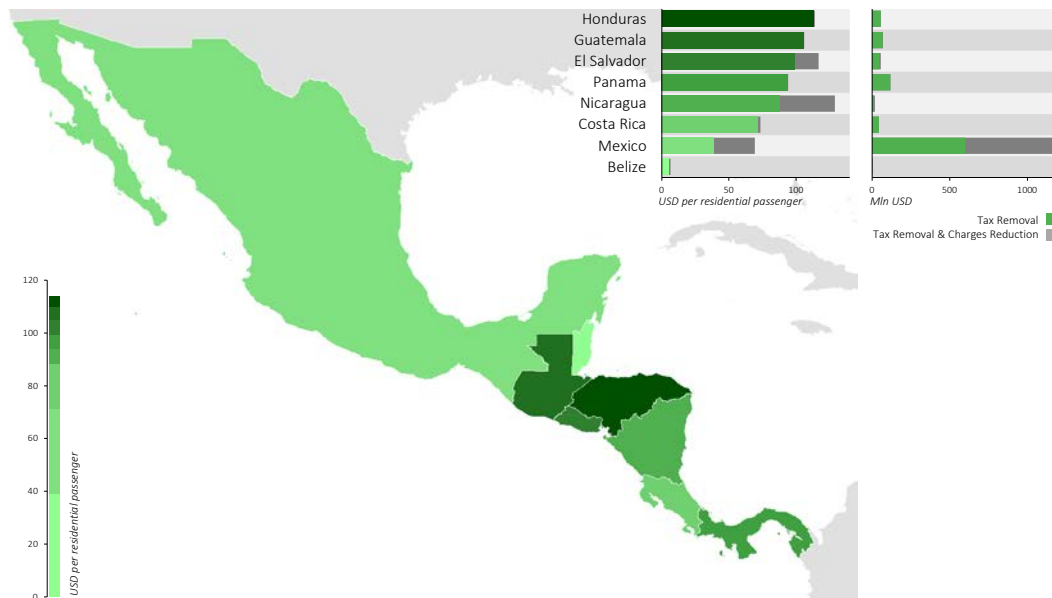 Honduras
Guatemala
El Salvador
Panama
Nicaragua
Costa Rica
Mexico
Belize
0 50 100
USD per residential passenger
0 500 1000
Mln USD
Tax Removal
Tax Removal & Charges Reduction
120
100
80
60
40
20
0
USD per residential passenger